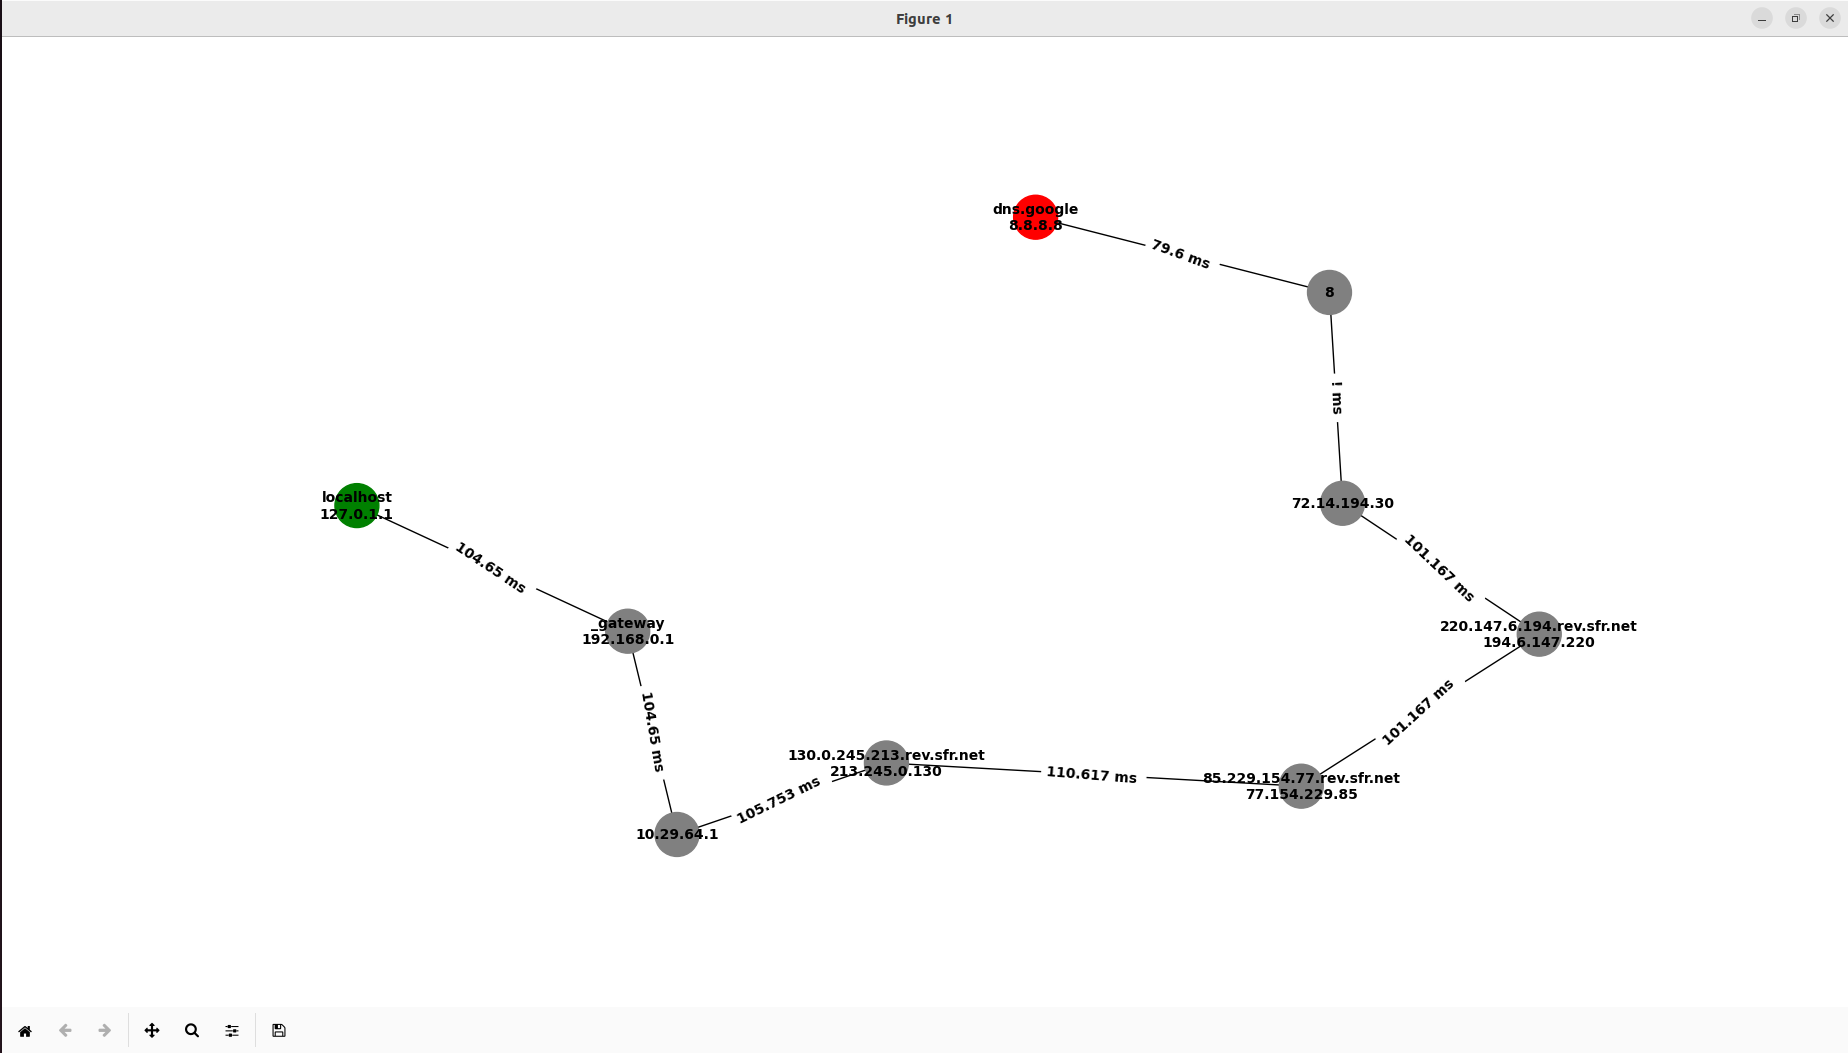 Figure 1
dns.google
8.8.8.8
79.6 ms
8
! ms
72.14.194.30
101.167 ms
220.147.6.194.rev.sfr.net
194.6.147.220
101.167 ms
85.229.154.77.rev.sfr.net
77.154.229.85
110.617 ms
130.0.245.213.rev.sfr.net
213.245.0.130
105.753 ms
10.29.64.1
104.65 ms
_gateway
192.168.0.1
104.65 ms
localhost
127.0.1.1